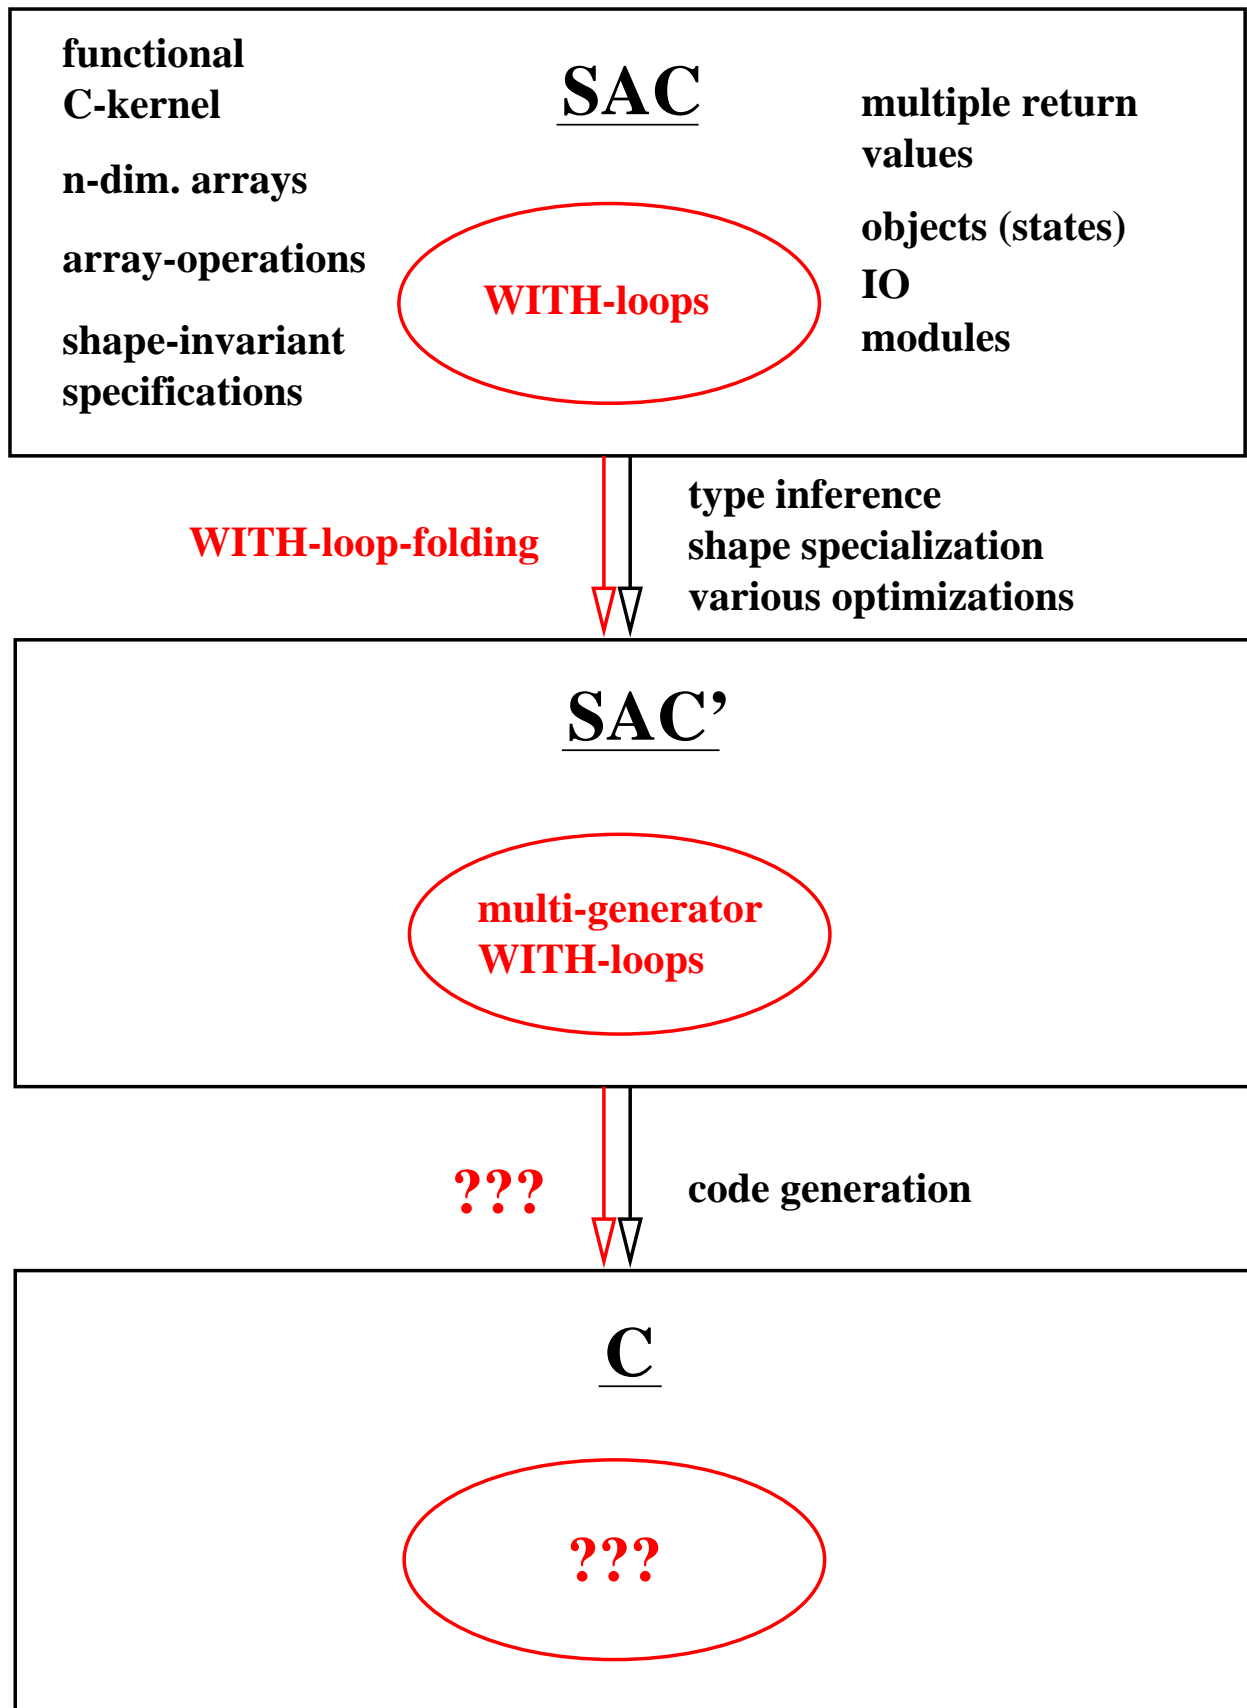 functional
C-kernel
n-dim. arrays
array-operations
shape-invariant
specifications
SAC
WITH-loops
multiple return
values
objects (states)
IO
modules
WITH-loop-folding
type inference
shape specialization
various optimizations
SAC’
multi-generator
WITH-loops
???
code generation
C
???